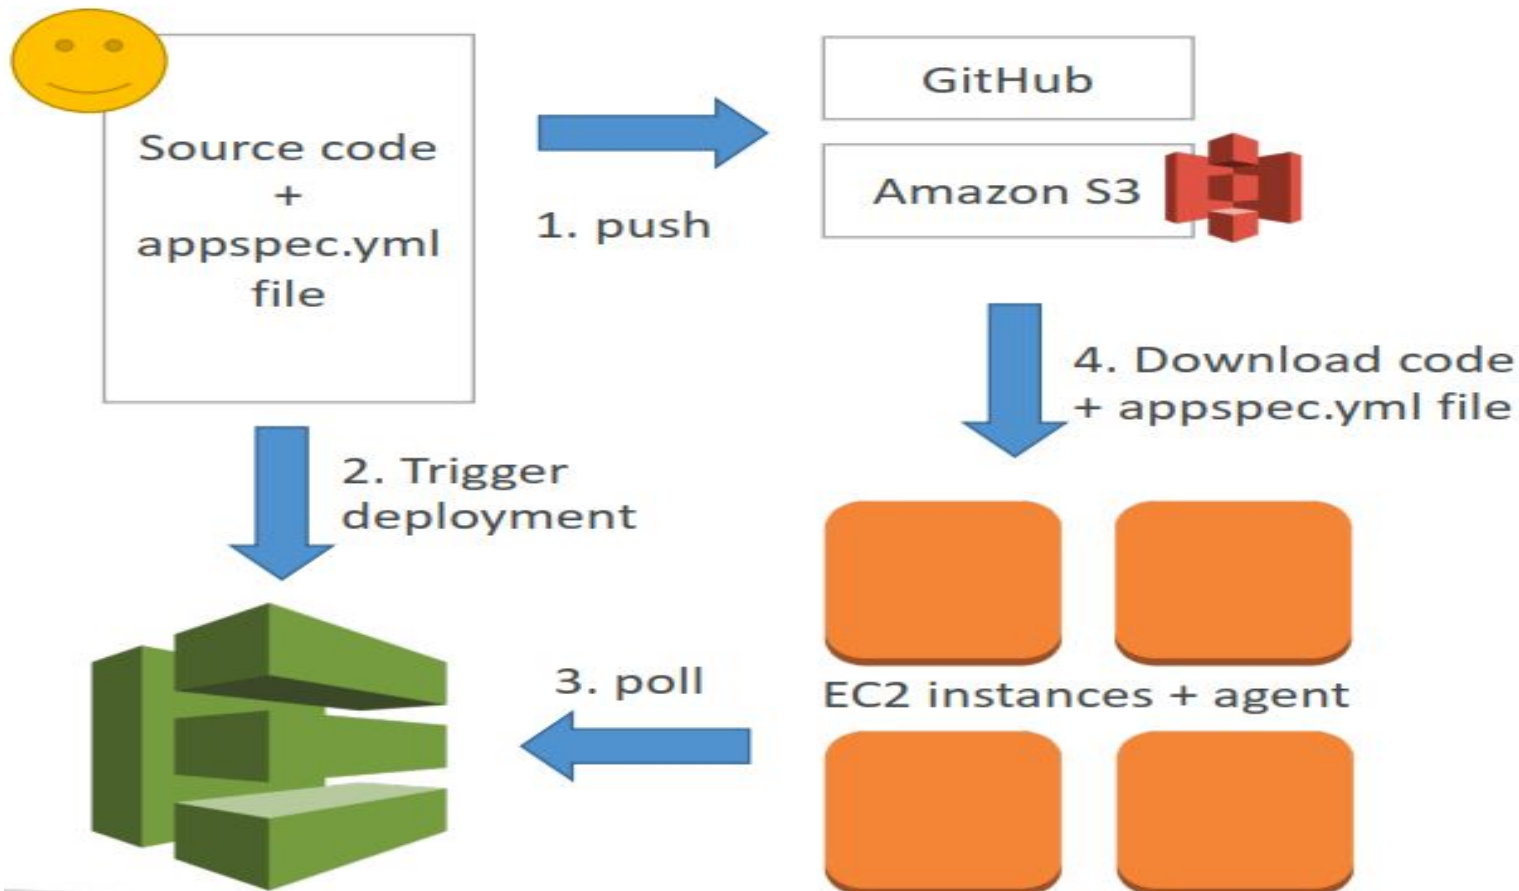 Source code
+
appspec.yml
file
1. push
GitHub
Amazon S3
2. Trigger
deployment
3. poll
4. Download code
+ appspec.yml file
EC2 instances + agent